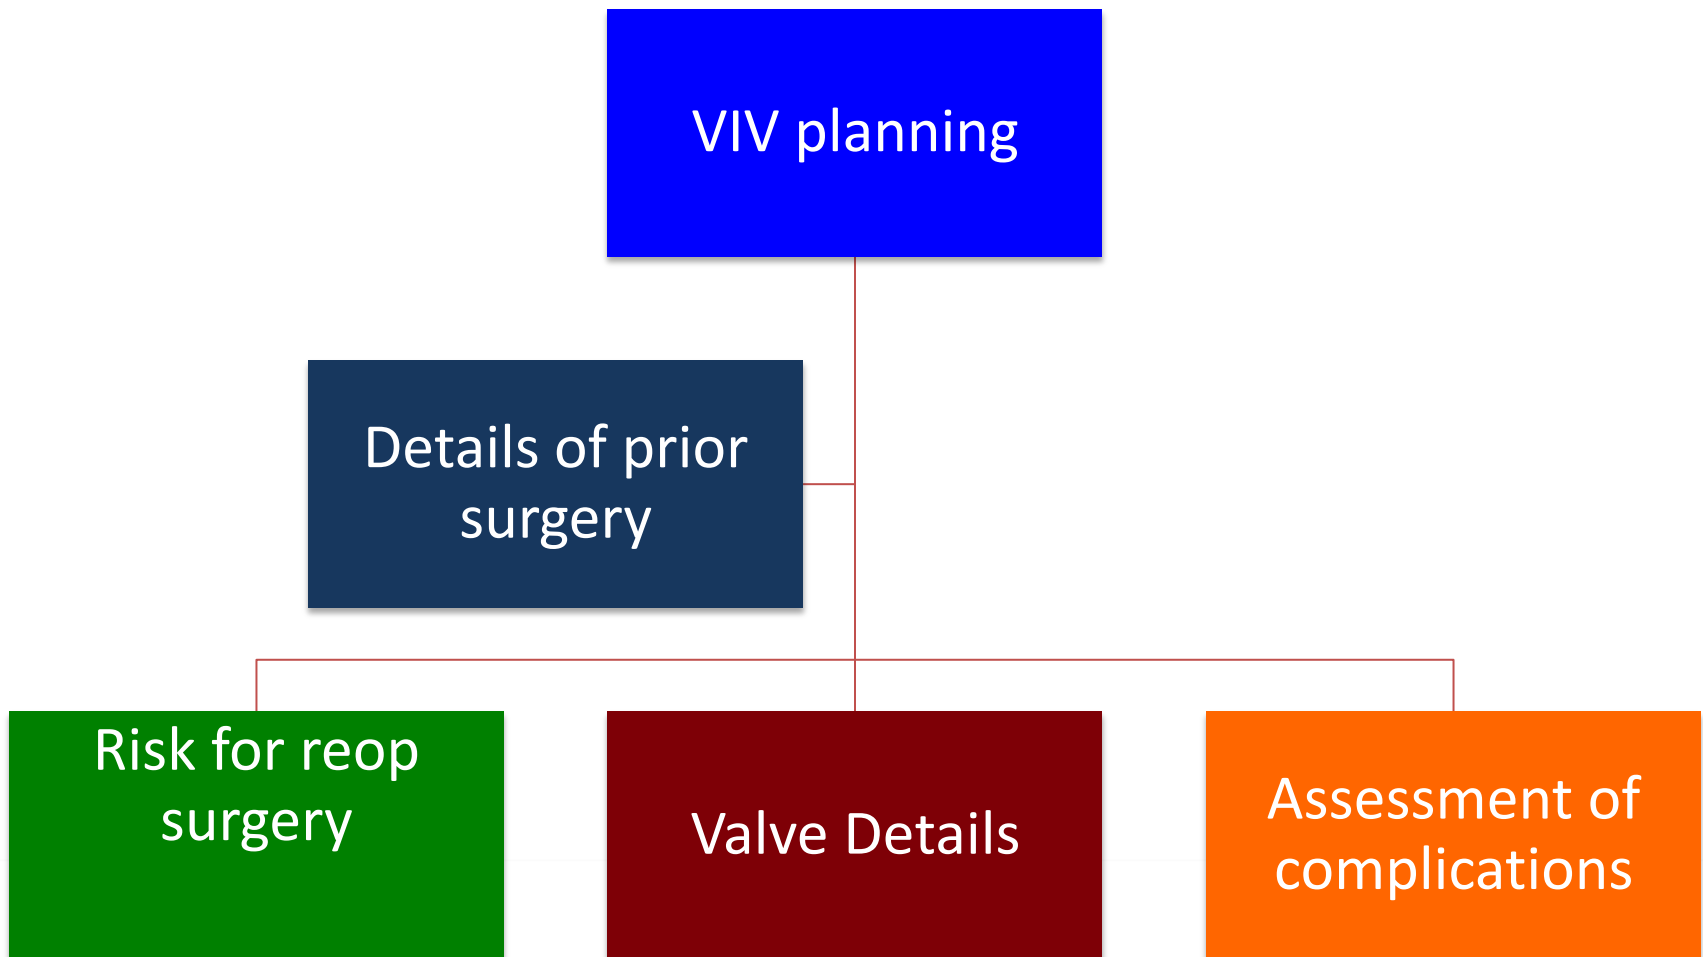 VIV planning
Details of prior
surgery
Risk for reop
surgery
Valve Details
Assessment of
complications